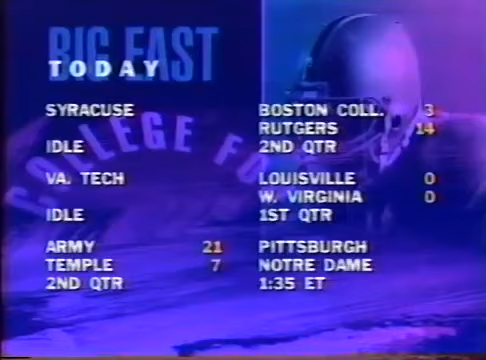 BIG EAST
TODAY
SYRACUSE
IDLE
BOSTON COLL. 3
RUTGERS 14
2ND QTR
VA. TECH
IDLE
LOUISVILLE 0
W. VIRGINIA 0
1ST QTR
ARMY 21
TEMPLE 7
2ND QTR
PITTSBURGH
NOTRE DAME
1:35 ET
COLLEGE